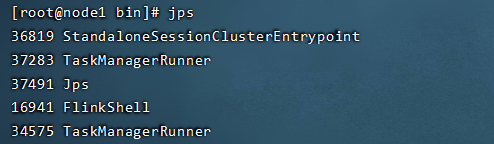 [root@node1 bin]# jps
36819 StandaloneSessionClusterEntrypoint
37283 TaskManagerRunner
37491 Jps
16941 FlinkShell
34575 TaskManagerRunner